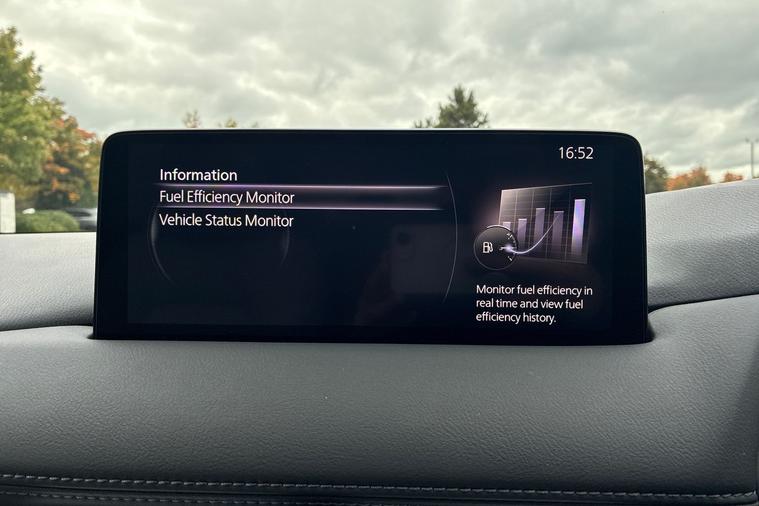 16:52
Information
Fuel Efficiency Monitor
Vehicle Status Monitor
Monitor fuel efficiency in
real time and view fuel
efficiency history.